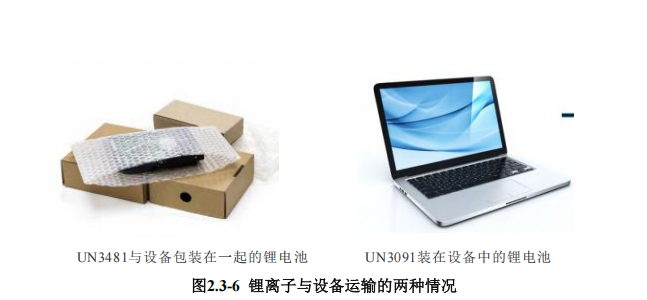 UN3481与设备包装在一起的锂电池
UN3091装在设备中的锂电池
图2.3-6 锂离子与设备运输的两种情况